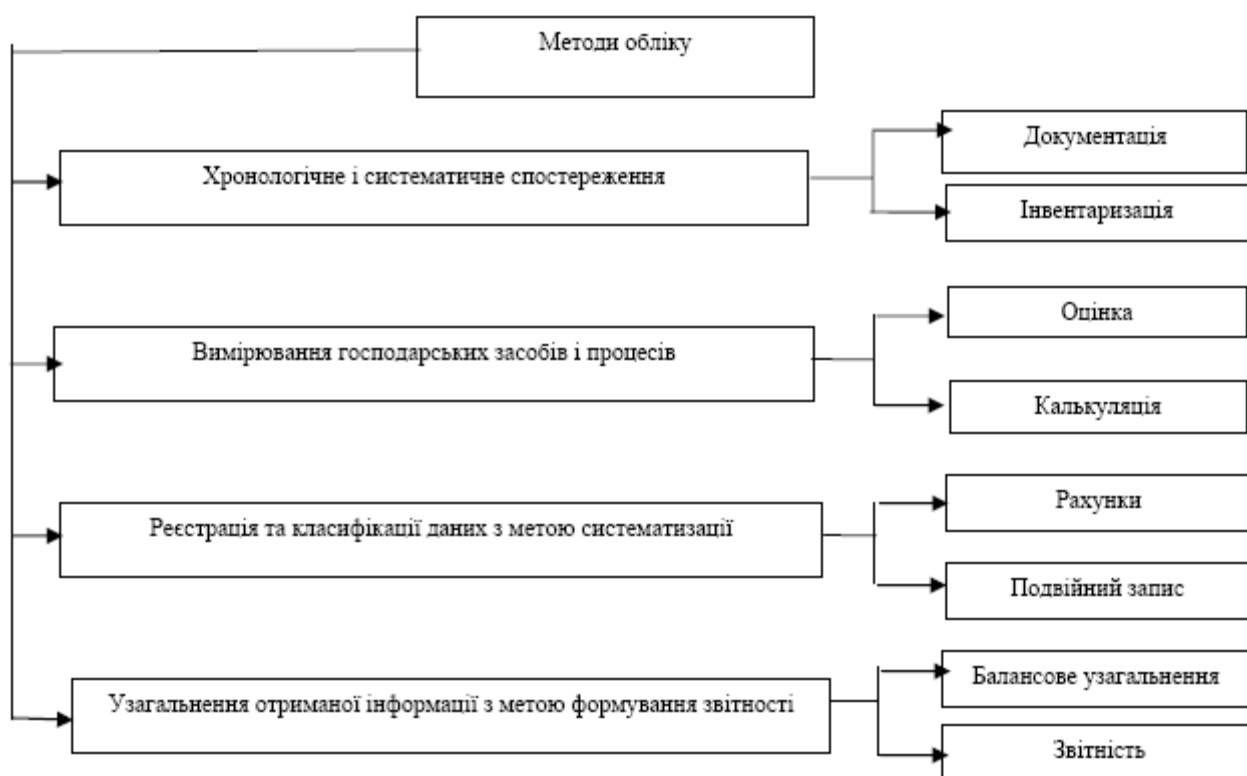 Методи обліку
Хронологічне і систематичне спостереження
Документація
Інвентаризація
Вимірювання господарських засобів і процесів
Оцінка
Калькуляція
Реєстрація та класифікації даних з метою систематизації
Рахунки
Подвійний запис
Узагальнення отриманої інформації з метою формування звітності
Балансове узагальнення
Звітність